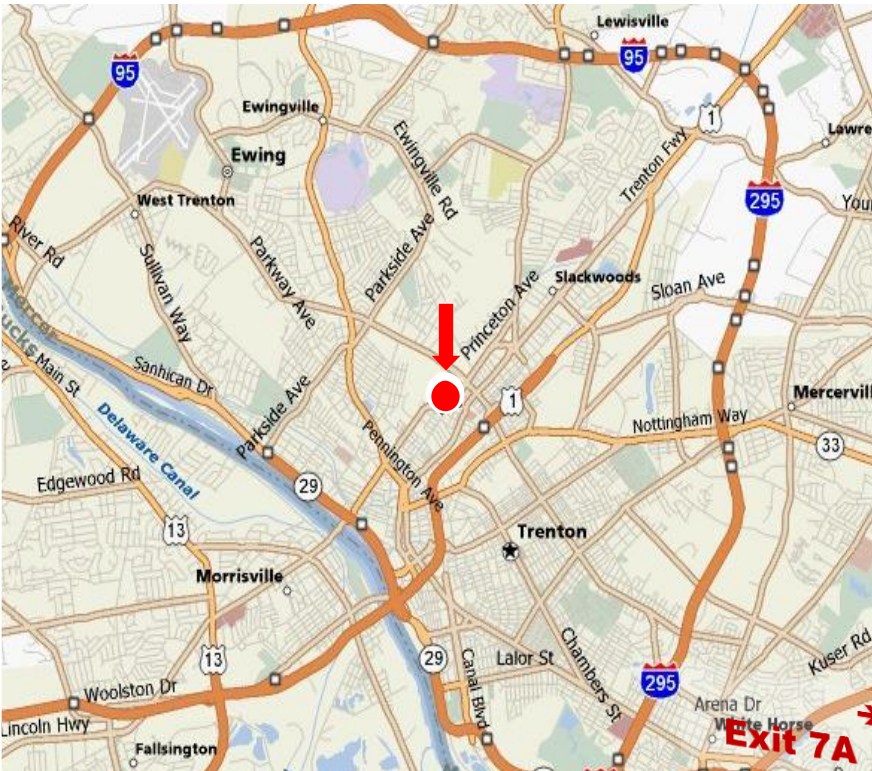 Lewisville
95
95
Ewingville
1
Ewingville Rd
Trenton Fwy
Lawre
Ewing
West Trenton
295
You
River Rd
Sullivan Way
Parkway Ave
Parkside Ave
Princeton Ave
Slackwoods
Sloan Ave
Mercer
Bucks
Main St
Sanhican Dr
Parkside Ave
1
Mercervill
Delaware Canal
Pennington Ave
Nottingham Way
33
Edgewood Rd
29
13
Trenton
Morrisville
Chambers St
Kuser Rd
13
29
Lalor St
Canal Blvd
295
Woolston Dr
Arena Dr
Lincoln Hwy
White Horse
Exit 7A
Fallsington